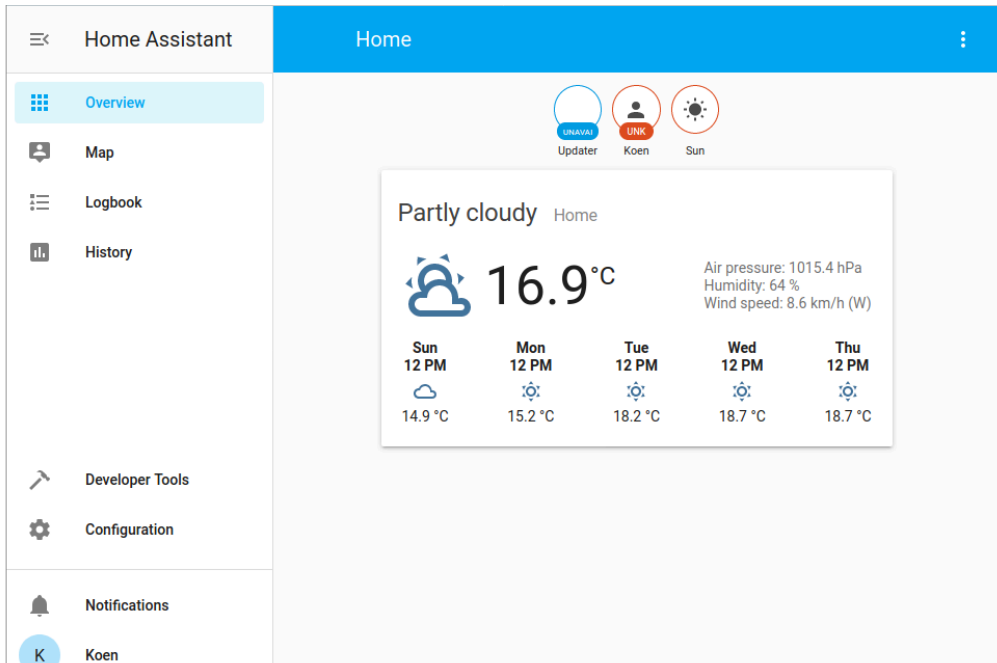 Home Assistant
Home
Overview
Map
Logbook
History
Developer Tools
Configuration
Notifications
K Koen
UNAVAI UNK
Updater Koen Sun
Partly cloudy Home
16.9 °C
Air pressure: 1015.4 hPa
Humidity: 64 %
Wind speed: 8.6 km/h (W)
Sun Mon Tue Wed Thu
12 PM 12 PM 12 PM 12 PM 12 PM
14.9 °C 15.2 °C 18.2 °C 18.7 °C 18.7 °C